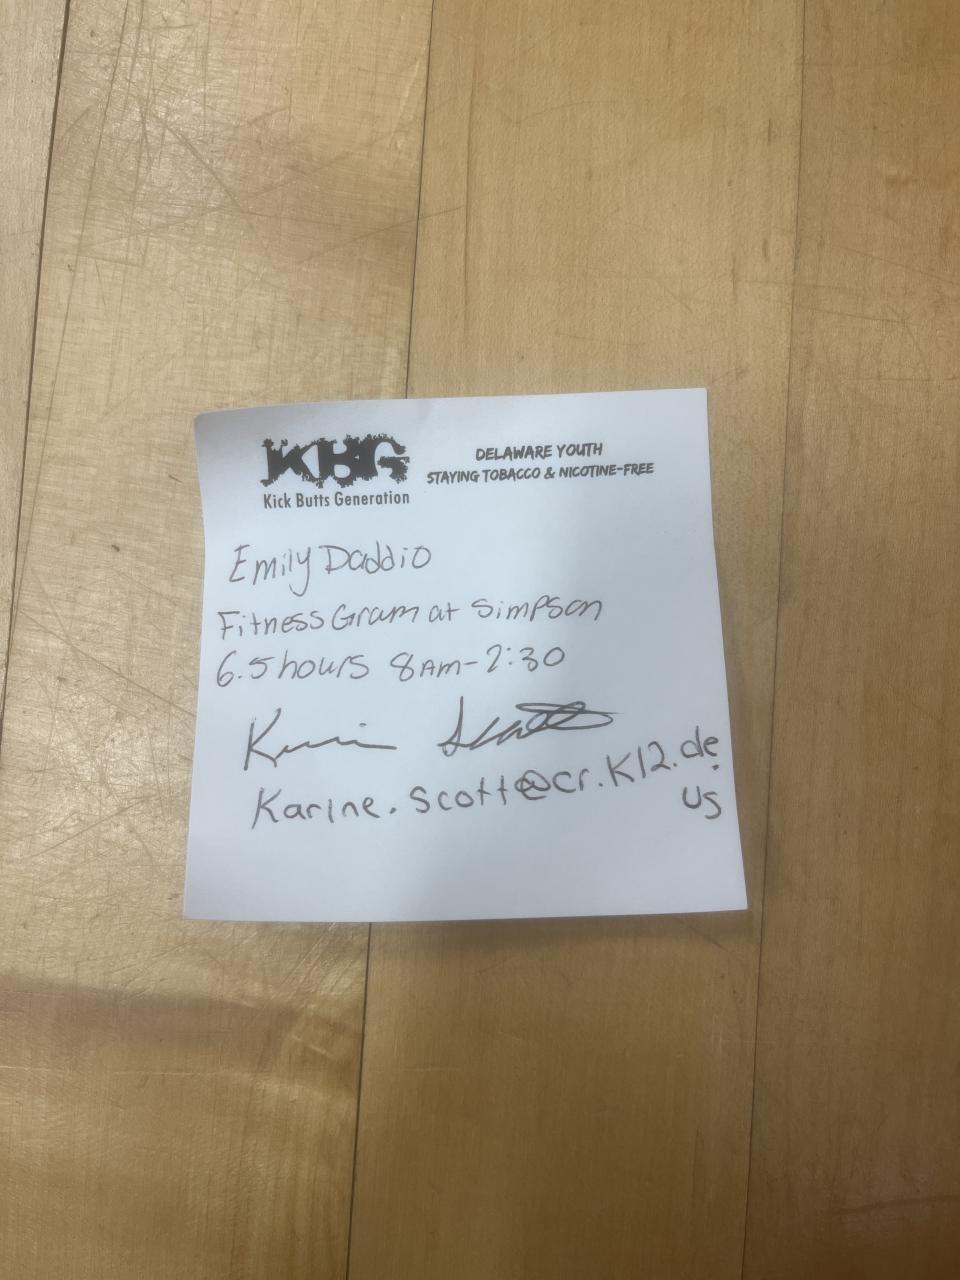 KBG
Kick Butts Generation
DELAWARE YOUTH
STAYING TOBACCO & NICOTINE-FREE
Emily Daddio
Fitness Gram at Simpson
6.5 hours 8AM-2:30
Karine.Scott@cr.K12.de.
us